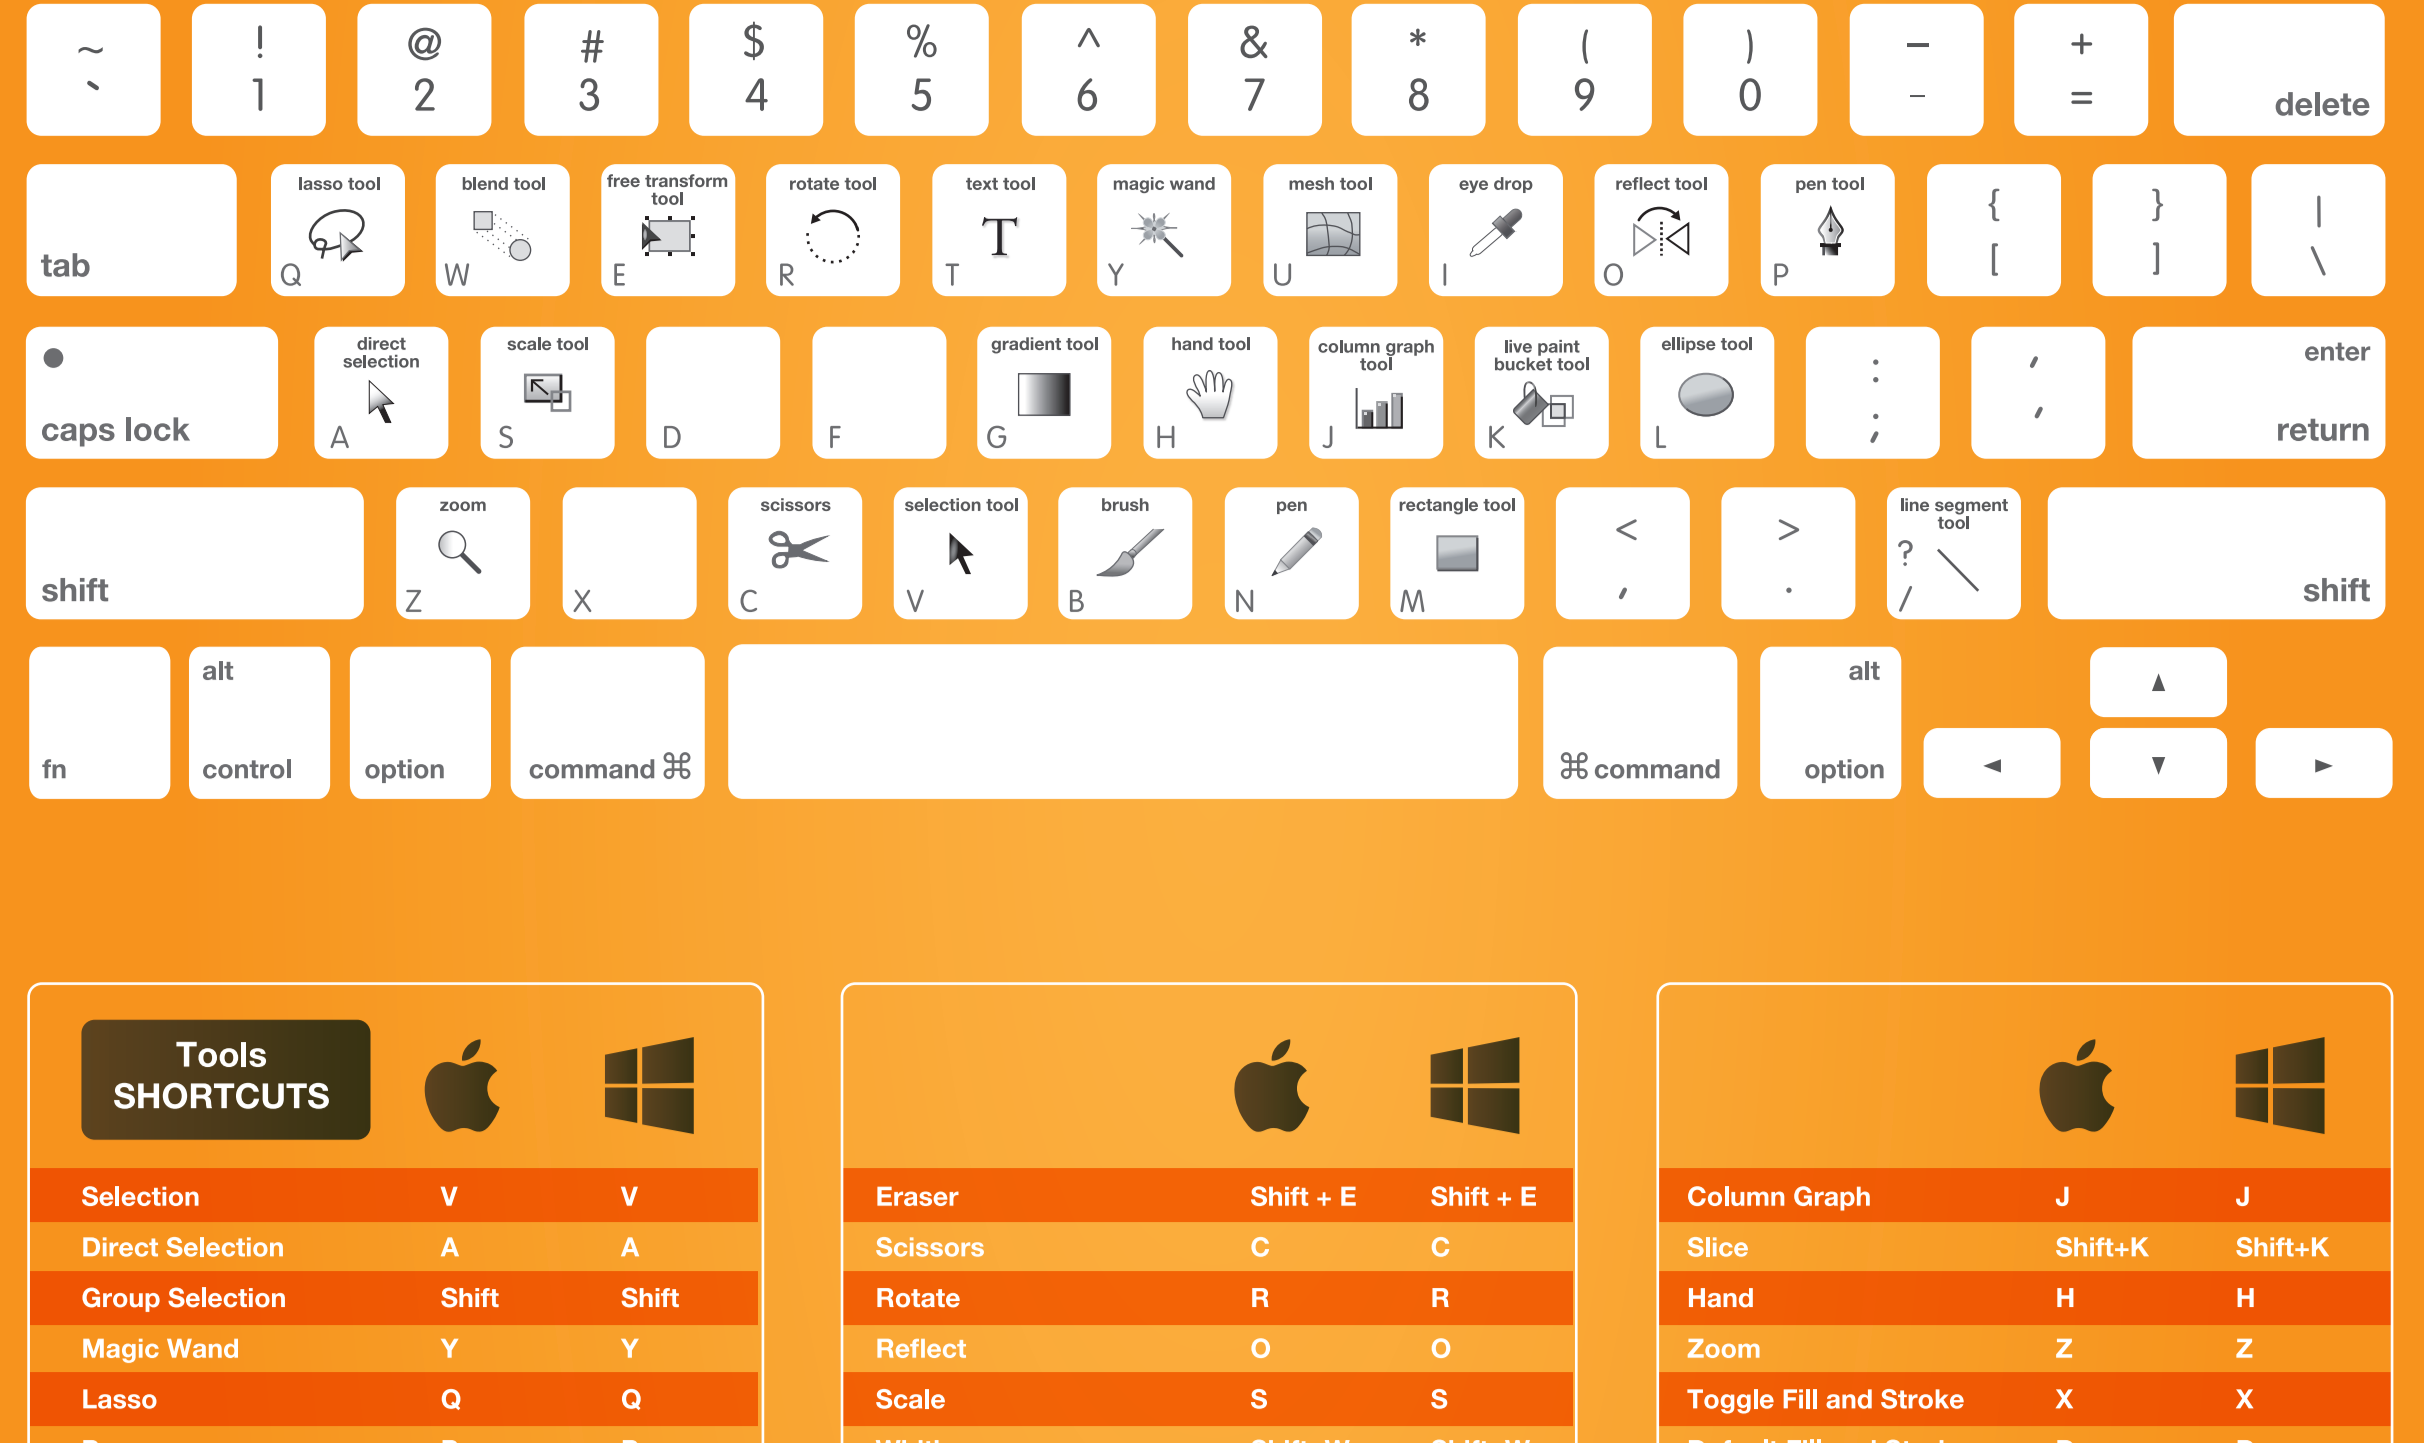 ~ ! @ # $ % ^ & * ( ) – +
` 1 2 3 4 5 6 7 8 9 0 - = delete
lasso tool blend tool free transform tool rotate tool text tool magic wand mesh tool eye drop reflect tool pen tool { } |
tab Q W E R T Y U I O P [ ] \
direct selection scale tool gradient tool hand tool column graph tool live paint bucket tool ellipse tool : ′ enter
caps lock A S D F G H J K L ; ′ return
zoom scissors selection tool brush pen rectangle tool < > line segment tool ?
shift Z X C V B N M , . / shift
alt alt
fn control option command ⌘ ⌘ command option
▲
◄ ▼ ►
Tools
SHORTCUTS
Selection V V
Direct Selection A A
Group Selection Shift Shift
Magic Wand Y Y
Lasso Q Q
Eraser Shift + E Shift + E
Scissors C C
Rotate R R
Reflect O O
Scale S S
Column Graph J J
Slice Shift+K Shift+K
Hand H H
Zoom Z Z
Toggle Fill and Stroke X X